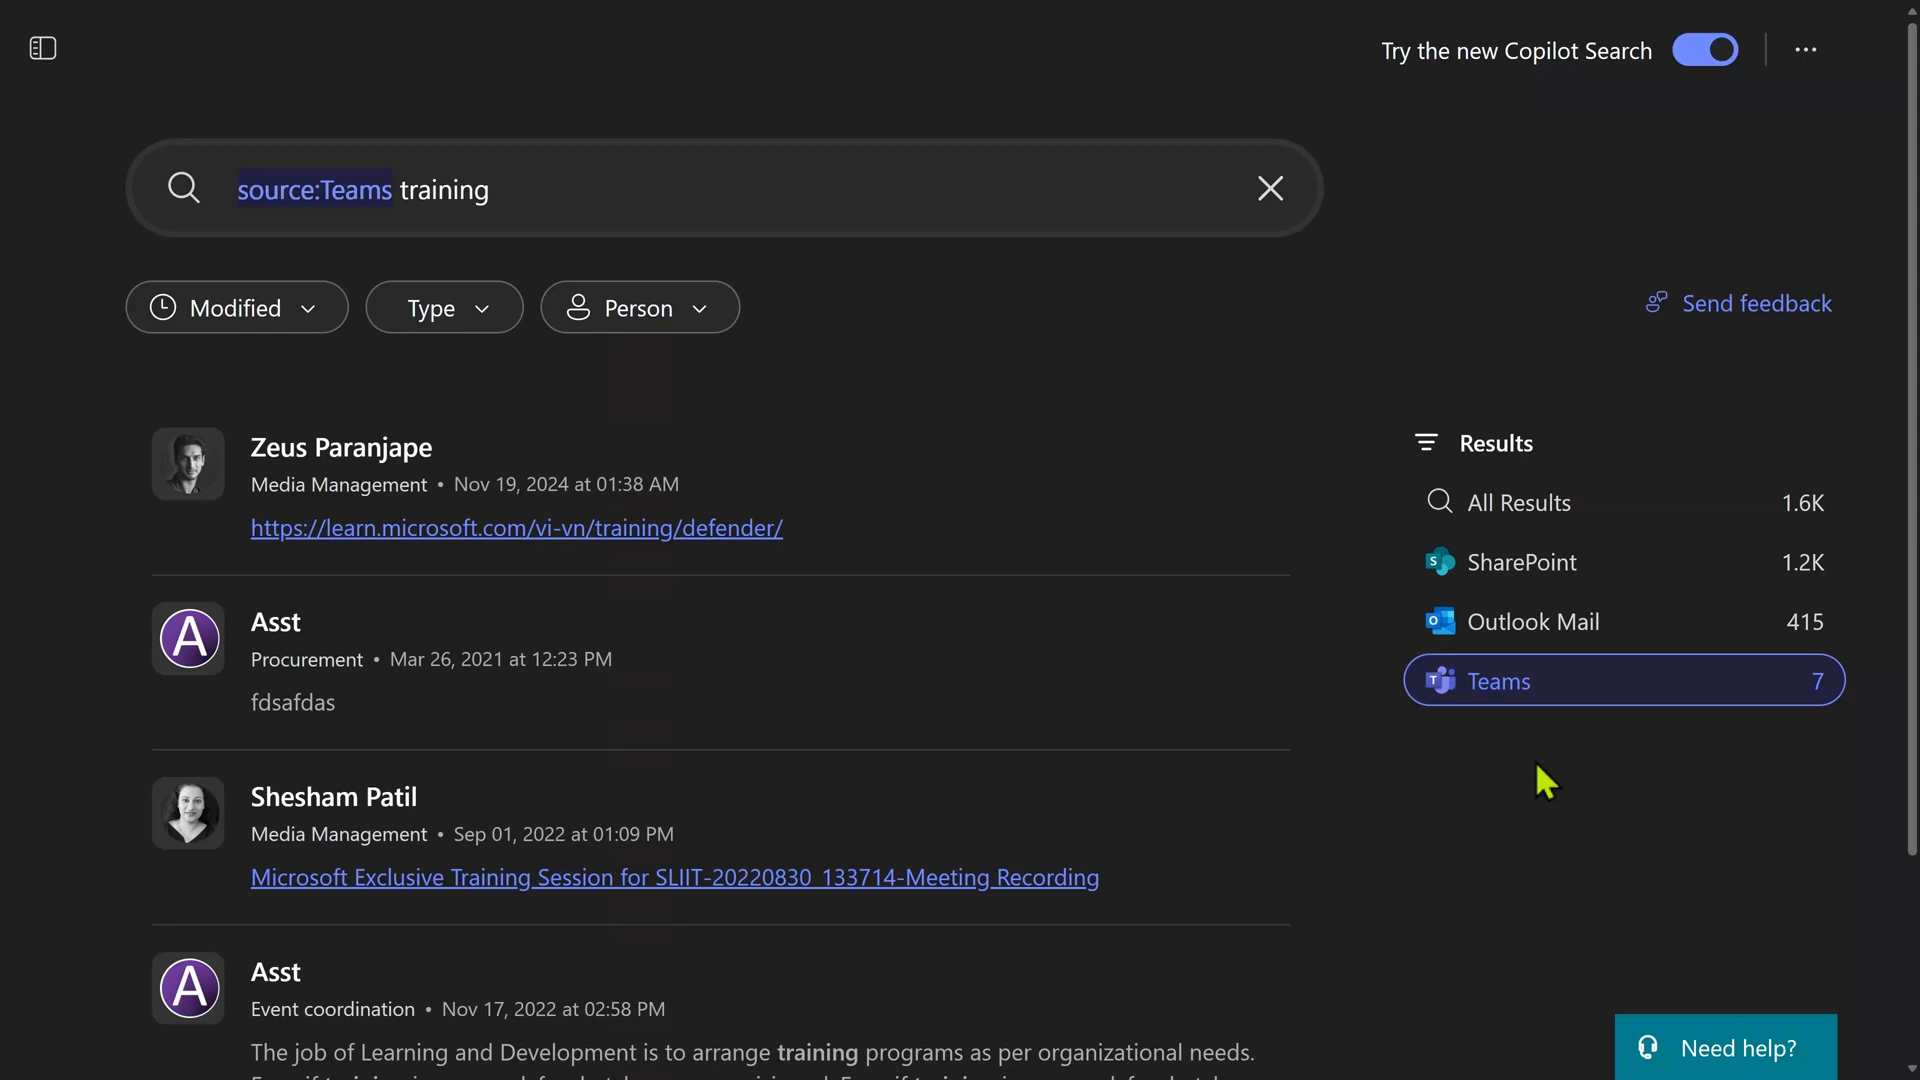 Try the new Copilot Search
source:Teams training
Modified
Type
Person
Send feedback
Zeus Paranjape
Media Management • Nov 19, 2024 at 01:38 AM
https://learn.microsoft.com/vi-vn/training/defender/
A
Asst
Procurement • Mar 26, 2021 at 12:23 PM
fdsafdas
Shesham Patil
Media Management • Sep 01, 2022 at 01:09 PM
Microsoft Exclusive Training Session for SLIIT-20220830_133714-Meeting Recording
A
Asst
Event coordination • Nov 17, 2022 at 02:58 PM
The job of Learning and Development is to arrange training programs as per organizational needs.
Results
All Results 1.6K
SharePoint 1.2K
Outlook Mail 415
Teams 7
Need help?